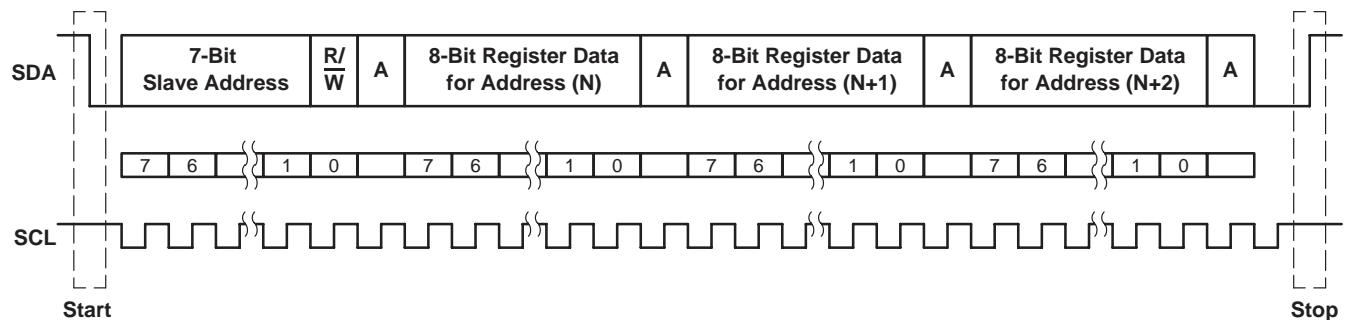 SDA
7-Bit
Slave Address
R/
W
A
8-Bit Register Data
for Address (N)
A
8-Bit Register Data
for Address (N+1)
A
8-Bit Register Data
for Address (N+2)
A
7 6 1 0 7 6 1 0 7 6 1 0 7 6 1 0
SCL
Start
Stop